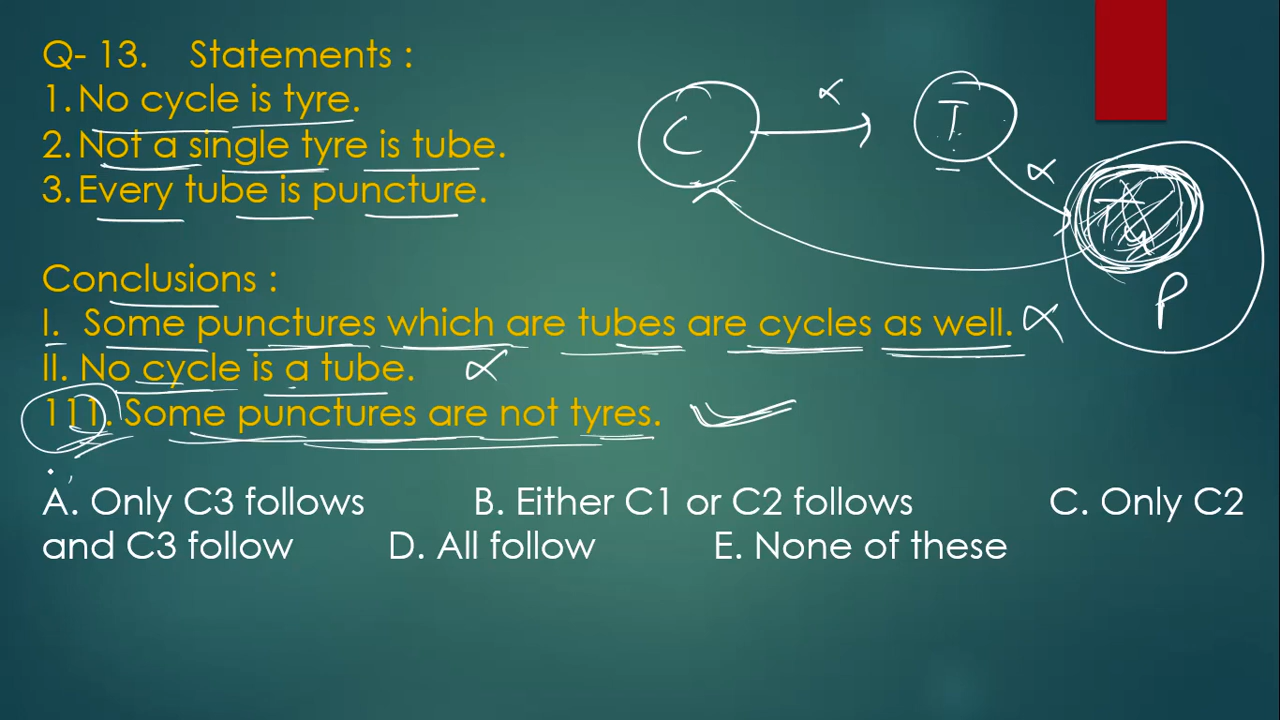 Q- 13. Statements :
1. No cycle is tyre.
2. Not a single tyre is tube.
3. Every tube is puncture.
Conclusions :
I. Some punctures which are tubes are cycles as well.
II. No cycle is a tube.
111. Some punctures are not tyres.
A. Only C3 follows B. Either C1 or C2 follows C. Only C2
and C3 follow D. All follow E. None of these
C
T
P